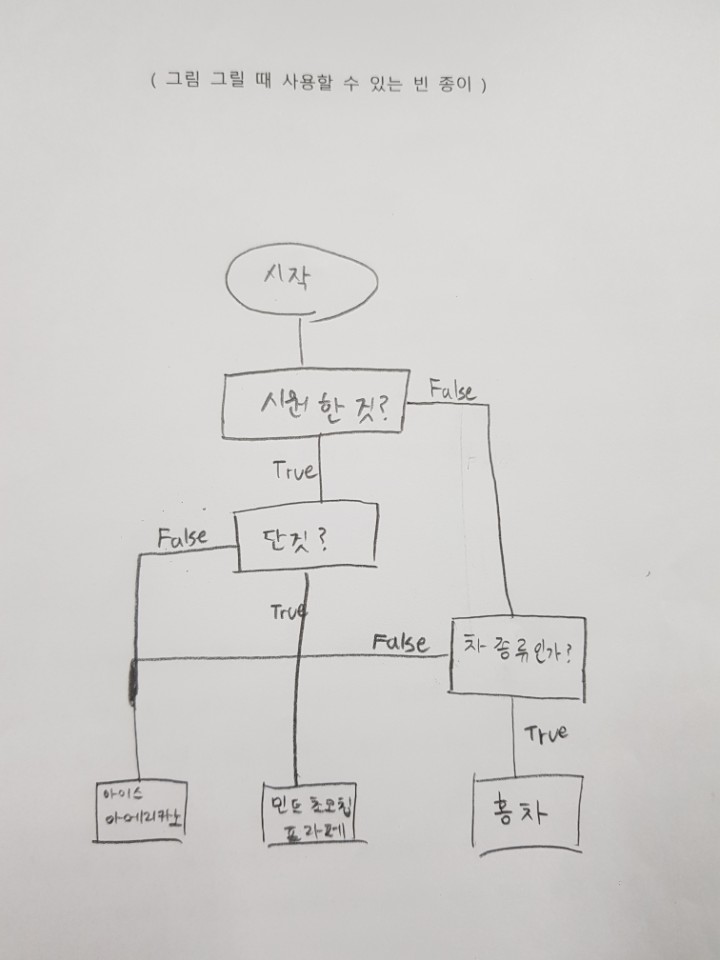 ( 그림 그릴 때 사용할 수 있는 빈 종이 )
시작
시원한 것?
False
True
단것?
False
True
False
차 종류인가?
True
아이스
아메리카노
민트초코칩
프라페
홍차